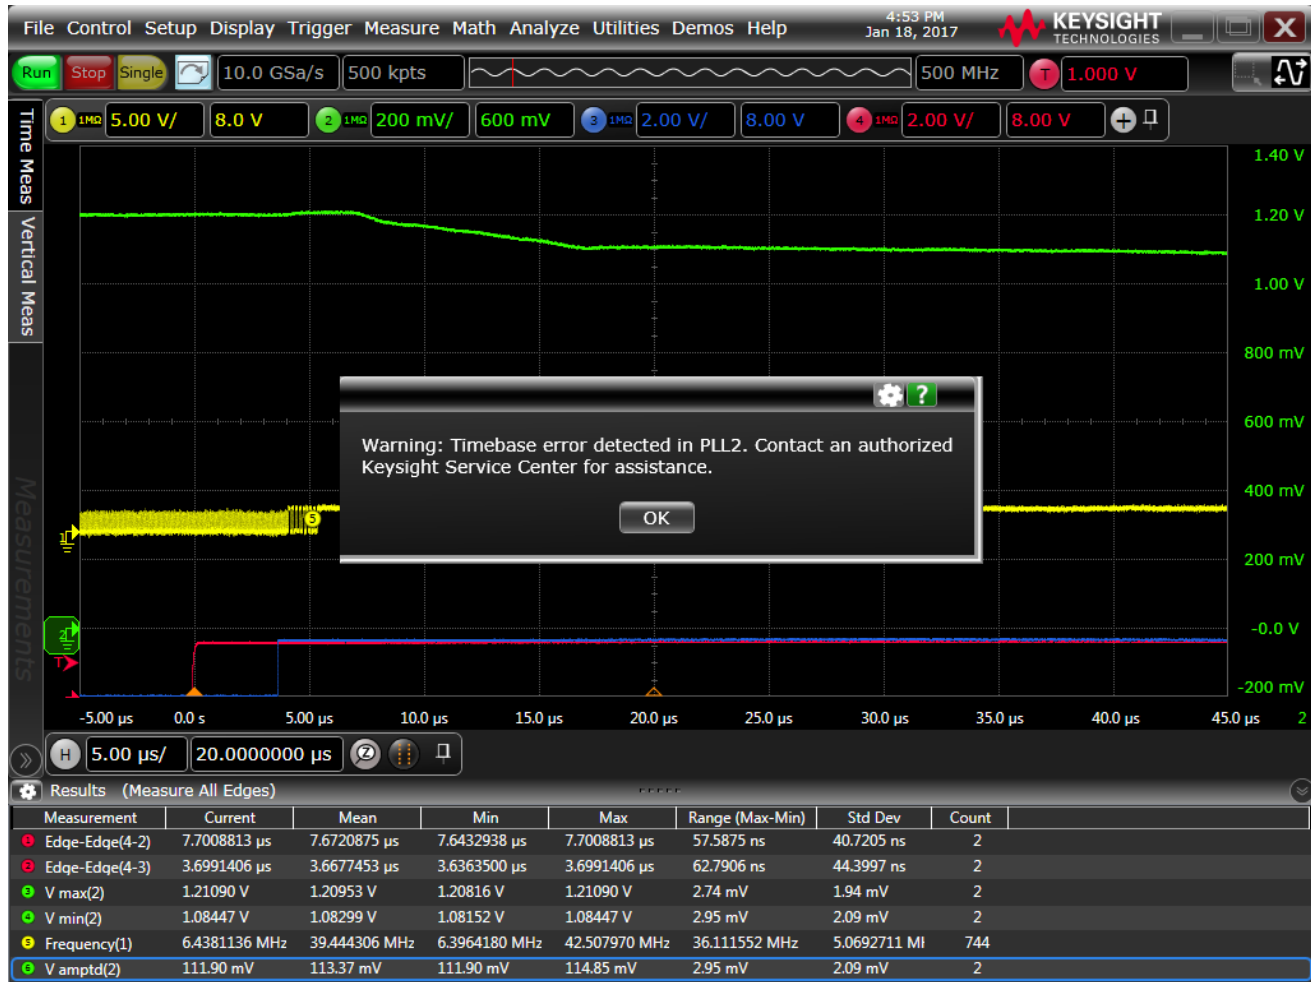 File Control Setup Display Trigger Measure Math Analyze Utilities Demos Help
4:53 PM
Jan 18, 2017
KEYSIGHT
TECHNOLOGIES
Run Stop Single 10.0 GSa/s 500 kpts 500 MHz T 1.000 V
1 1MΩ 5.00 V/ 8.0 V 2 1MΩ 200 mV/ 600 mV 3 1MΩ 2.00 V/ 8.00 V 4 1MΩ 2.00 V/ 8.00 V
Time Meas
Vertical Meas
Measurements
1.40 V
1.20 V
1.00 V
800 mV
600 mV
400 mV
200 mV
-0.0 V
-200 mV
?
Warning: Timebase error detected in PLL2. Contact an authorized
Keysight Service Center for assistance.
OK
5
1
2
T
-5.00 µs 0.0 s 5.00 µs 10.0 µs 15.0 µs 20.0 µs 25.0 µs 30.0 µs 35.0 µs 40.0 µs 45.0 µs 2
H 5.00 µs/ 20.0000000 µs Z
Results (Measure All Edges)
Measurement Current Mean Min Max Range (Max-Min) Std Dev Count
1 Edge-Edge(4-2) 7.7008813 µs 7.6720875 µs 7.6432938 µs 7.7008813 µs 57.5875 ns 40.7205 ns 2
2 Edge-Edge(4-3) 3.6991406 µs 3.6677453 µs 3.6363500 µs 3.6991406 µs 62.7906 ns 44.3997 ns 2
3 V max(2) 1.21090 V 1.20953 V 1.20816 V 1.21090 V 2.74 mV 1.94 mV 2
4 V min(2) 1.08447 V 1.08299 V 1.08152 V 1.08447 V 2.95 mV 2.09 mV 2
5 Frequency(1) 6.4381136 MHz 39.444306 MHz 6.3964180 MHz 42.507970 MHz 36.111552 MHz 5.0692711 MH 744
6 V amptd(2) 111.90 mV 113.37 mV 111.90 mV 114.85 mV 2.95 mV 2.09 mV 2